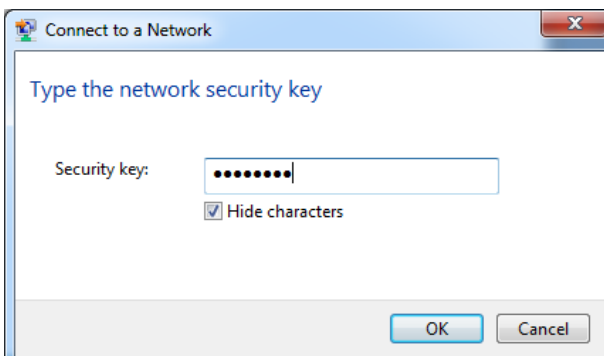 Connect to a Network
Type the network security key
Security key: ••••••••
Hide characters
OK Cancel